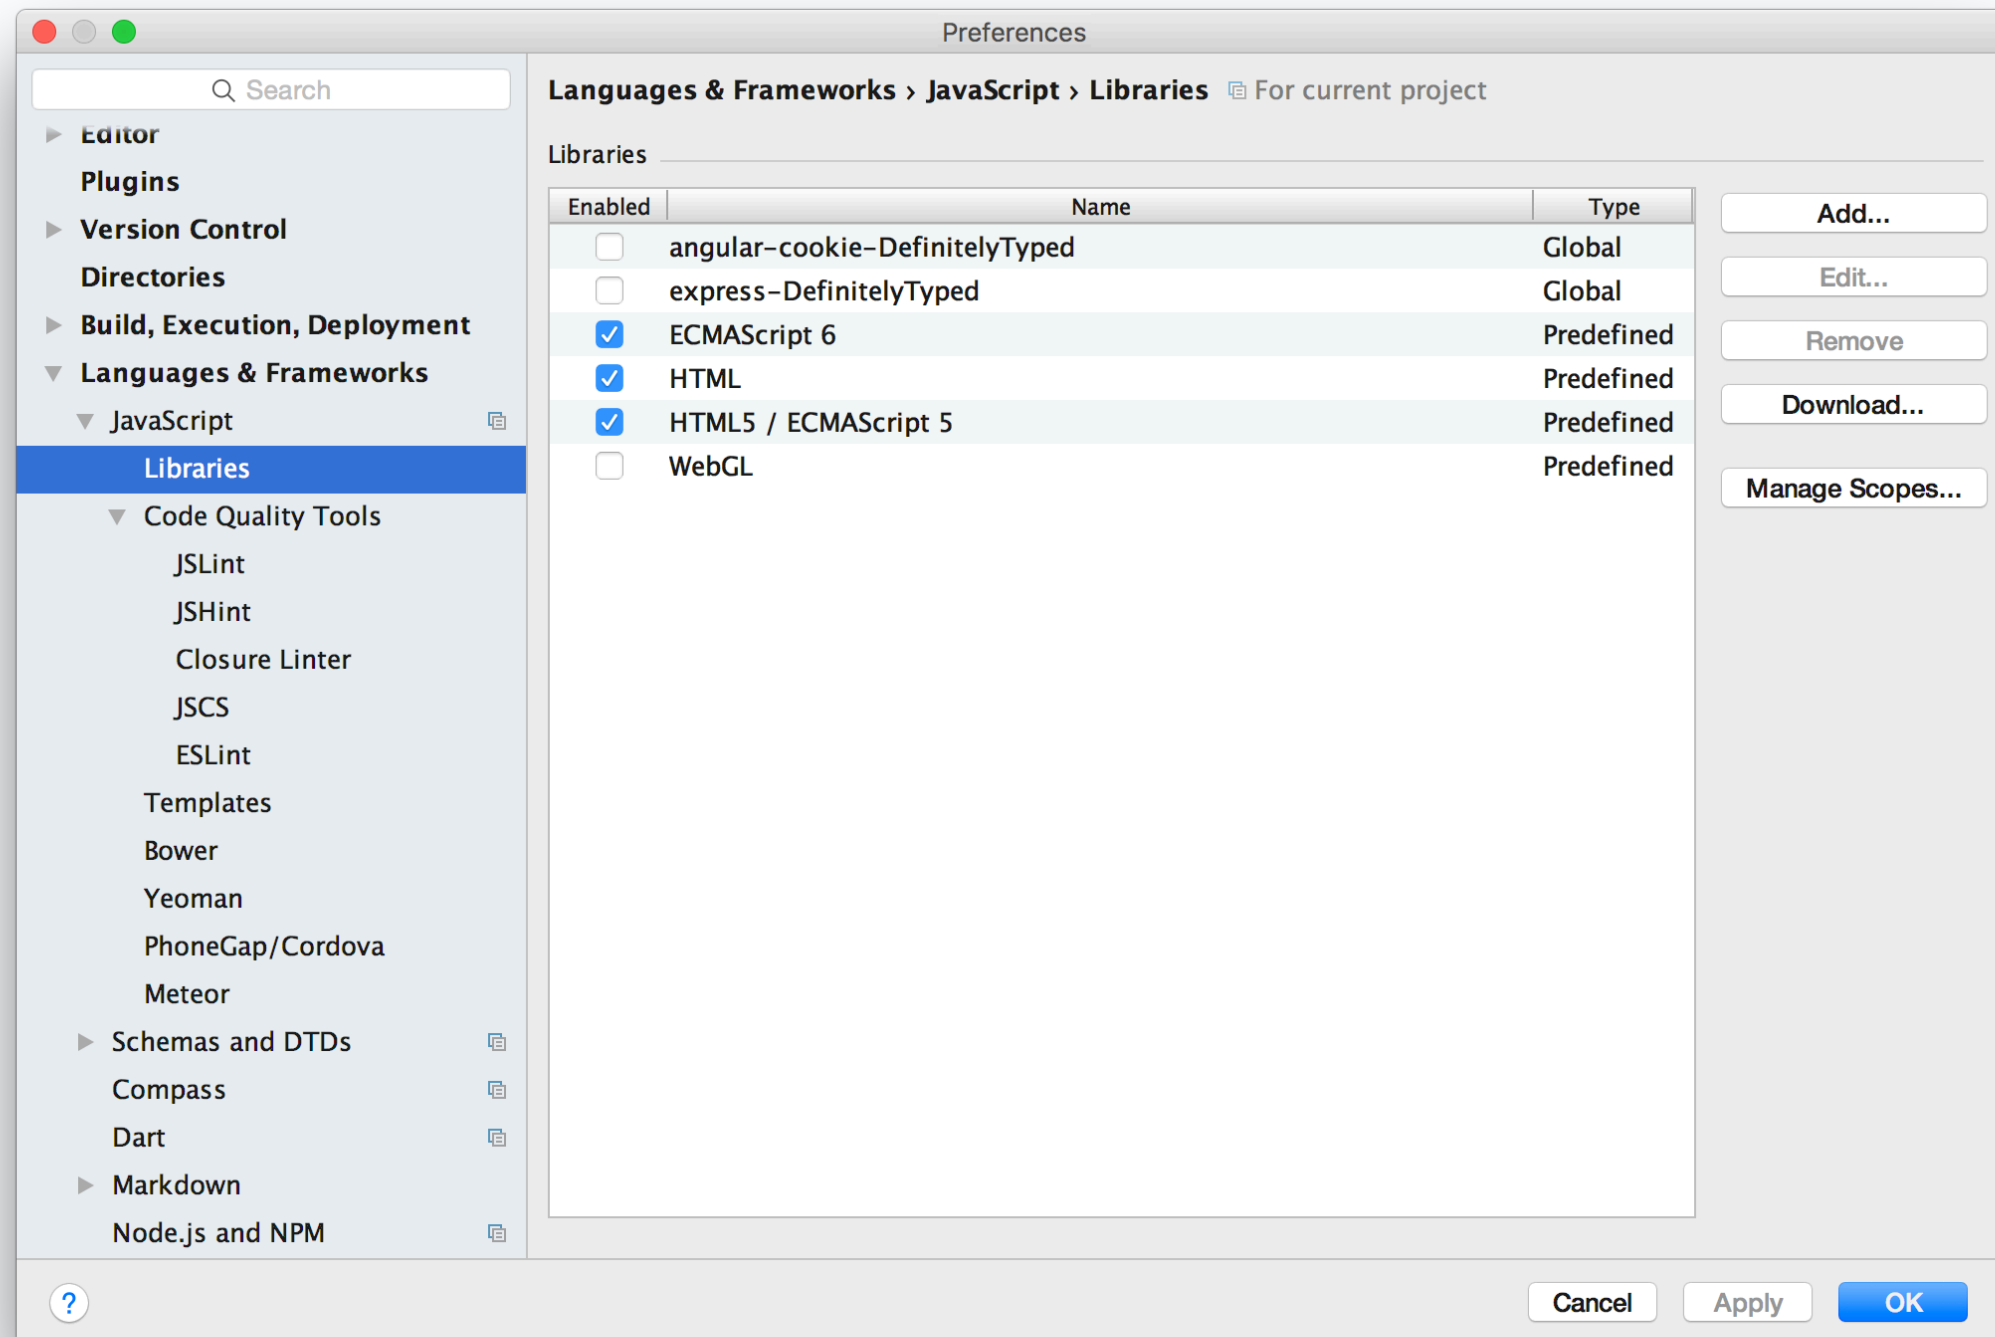 Preferences
Search
Editor
Plugins
Version Control
Directories
Build, Execution, Deployment
Languages & Frameworks
JavaScript
Libraries
Code Quality Tools
JSLint
JSHint
Closure Linter
JSCS
ESLint
Templates
Bower
Yeoman
PhoneGap/Cordova
Meteor
Schemas and DTDs
Compass
Dart
Markdown
Node.js and NPM
Languages & Frameworks › JavaScript › Libraries For current project
Libraries
Enabled Name Type
angular-cookie-DefinitelyTyped Global
express-DefinitelyTyped Global
ECMAScript 6 Predefined
HTML Predefined
HTML5 / ECMAScript 5 Predefined
WebGL Predefined
Add...
Edit...
Remove
Download...
Manage Scopes...
? Cancel Apply OK